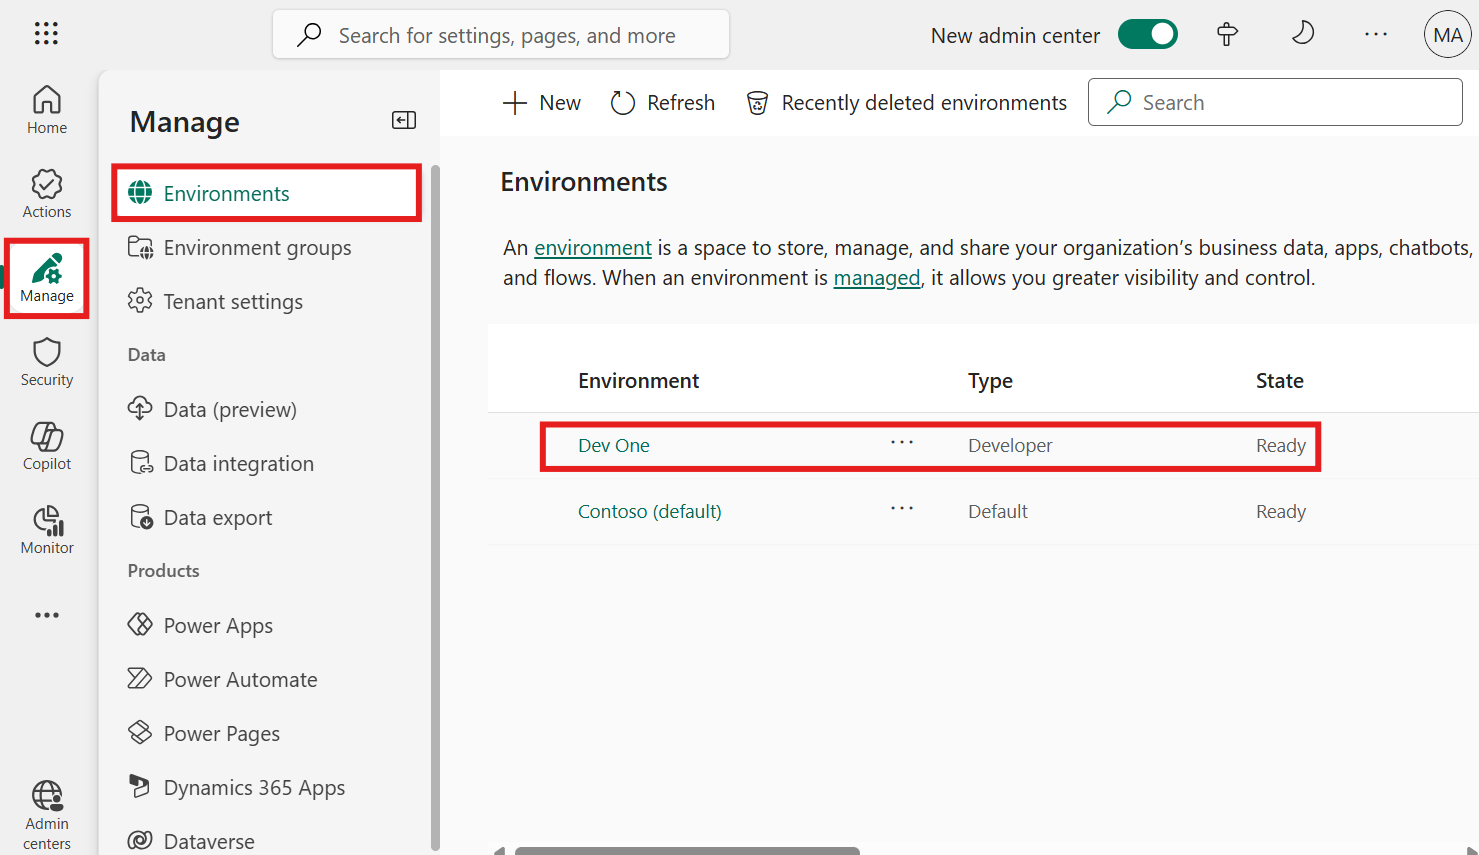 Search for settings, pages, and more
New admin center
MA
Home
Actions
Manage
Security
Copilot
Monitor
Admin
centers
Manage
Environments
Environment groups
Tenant settings
Data
Data (preview)
Data integration
Data export
Products
Power Apps
Power Automate
Power Pages
Dynamics 365 Apps
Dataverse
New
Refresh
Recently deleted environments
Search
Environments
An environment is a space to store, manage, and share your organization’s business data, apps, chatbots,
and flows. When an environment is managed, it allows you greater visibility and control.
Environment Type State
Dev One ... Developer Ready
Contoso (default) ... Default Ready